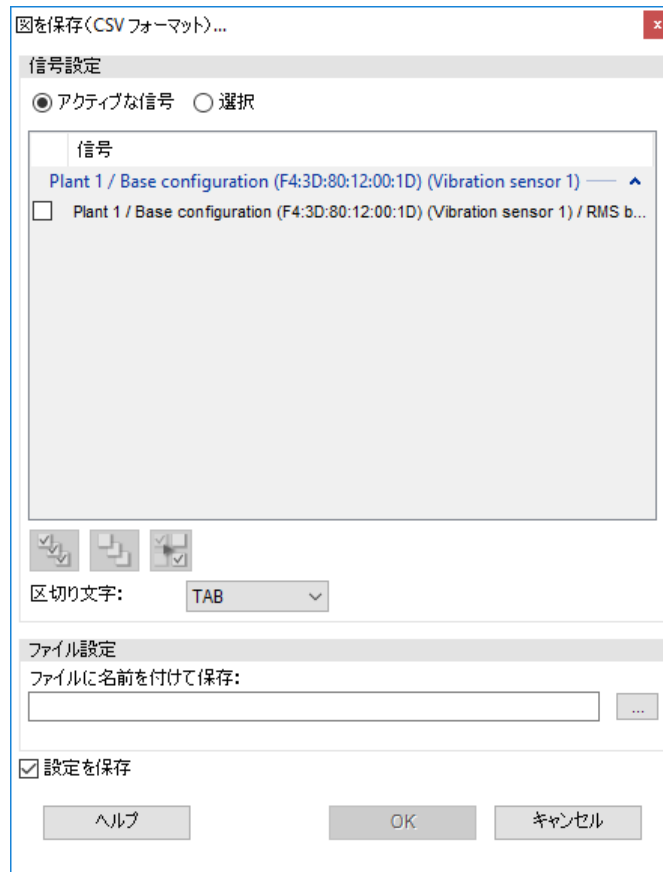 図を保存(CSV フォーマット)...
信号設定
アクティブな信号 選択
信号
Plant 1 / Base configuration (F4:3D:80:12:00:1D) (Vibration sensor 1)
Plant 1 / Base configuration (F4:3D:80:12:00:1D) (Vibration sensor 1) / RMS b...
区切り文字: TAB
ファイル設定
ファイルに名前を付けて保存:
...
設定を保存
ヘルプ OK キャンセル